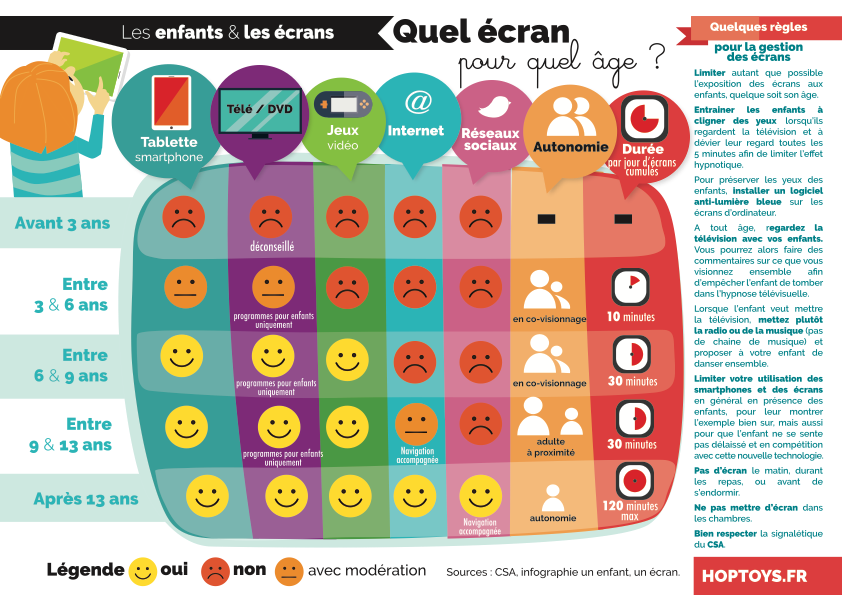 Les enfants & les écrans
Quel écran
pour quel âge ?
Tablette
smartphone
Télé / DVD
Jeux
vidéo
@
Internet
Réseaux
sociaux
Autonomie
Durée
par jour d'écrans
cumulés
Avant 3 ans
déconseillé
-
-
Entre
3 & 6 ans
programmes pour enfants
uniquement
en co-visionnage
10 minutes
Entre
6 & 9 ans
programmes pour enfants
uniquement
en co-visionnage
30 minutes
Entre
9 & 13 ans
programmes pour enfants
uniquement
Navigation
accompagnée
adulte
à proximité
30 minutes
Après 13 ans
Navigation
accompagnée
autonomie
120 minutes
max
Légende
oui
non
avec modération
Sources : CSA, infographie un enfant, un écran.
Quelques règles
pour la gestion
des écrans
Limiter autant que possible
l'exposition des écrans aux
enfants, quelque soit son âge.
Entrainer les enfants à
cligner des yeux lorsqu'ils
regardent la télévision et à
dévier leur regard toutes les
5 minutes afin de limiter l'effet
hypnotique.
Pour préserver les yeux des
enfants, installer un logiciel
anti-lumière bleue sur les
écrans d'ordinateur.
A tout âge, regardez la
télévision avec vos enfants.
Vous pourrez alors faire des
commentaires sur ce que vous
visionnez ensemble afin
d'empêcher l'enfant de tomber
dans l'hypnose télévisuelle.
Lorsque l'enfant veut mettre
la télévision, mettez plutôt
la radio ou de la musique (pas
de chaine de musique) et
proposer à votre enfant de
danser ensemble.
Limiter votre utilisation des
smartphones et des écrans
en général en présence des
enfants, pour leur montrer
l'exemple bien sur, mais aussi
pour que l'enfant ne se sente
pas délaissé et en compétition
avec cette nouvelle technologie.
Pas d'écran le matin, durant
les repas, ou avant de
s'endormir.
Ne pas mettre d'écran dans
les chambres.
Bien respecter la signalétique
du CSA.
HOPTOYS.FR